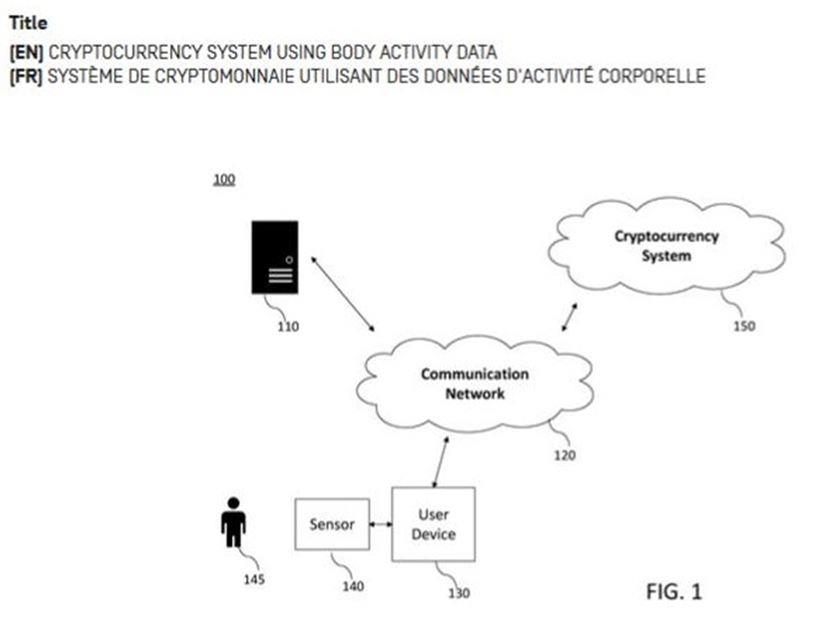 Title
[EN] CRYPTOCURRENCY SYSTEM USING BODY ACTIVITY DATA
[FR] SYSTÈME DE CRYPTOMONNAIE UTILISANT DES DONNÉES D'ACTIVITÉ CORPORELLE
100
Cryptocurrency
System
110
150
Communication
Network
120
Sensor
User
Device
145
140
130
FIG. 1